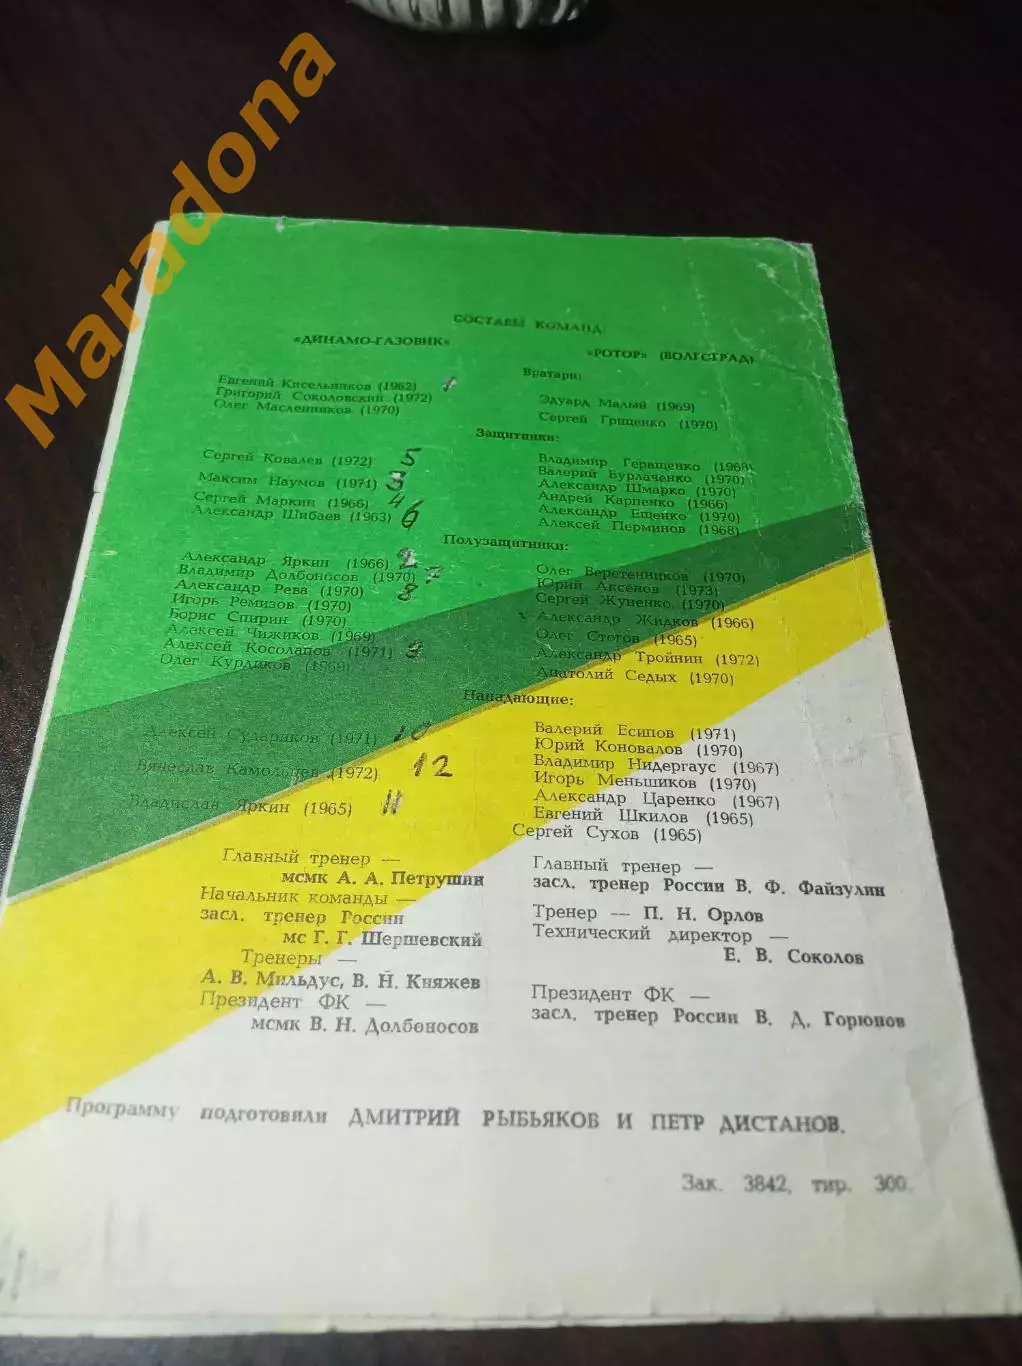 Maradona
СОСТАВЫ КОМАНД
«ДИНАМО-ГАЗОВИК»
«РОТОР» (ВОЛГСТРАД)
Вратари:
Евгений Кисельников (1962) 1
Григорий Соколовский (1972)
Олег Масленников (1970)
Эдуард Малый (1969)
Сергей Гриценко (1970)
Защитники:
Сергей Ковалев (1972) 5
Максим Наумов (1971) 3
Сергей Маркин (1966) 4
Александр Шибаев (1963) 6
Владимир Геращенко (1968)
Валерий Бурлаченко (1970)
Александр Шмарко (1970)
Андрей Карпенко (1966)
Александр Ещенко (1970)
Алексей Перминов (1968)
Полузащитники:
Александр Яркин (1966) 2
Владимир Долбоносов (1970) 7
Александр Рева (1970) 8
Игорь Ремизов (1970)
Борис Спирин (1970)
Алексей Чижиков (1969)
Алексей Косолапов (1971) 9
Олег Курдиков (1969)
Олег Веретенников (1970)
Юрий Аксенов (1973)
Сергей Жупенко (1970)
Александр Жидков (1966)
Олег Стогов (1965)
Александр Тройнин (1972)
Анатолий Седых (1970)
Нападающие:
Алексей Судариков (1971) 10
Вячеслав Камольцев (1972) 12
Владислав Яркин (1965) 11
Валерий Есипов (1971)
Юрий Коновалов (1970)
Владимир Нидергаус (1967)
Игорь Меньшиков (1970)
Александр Царенко (1967)
Евгений Шкилов (1965)
Сергей Сухов (1965)
Главный тренер —
мсмк А. А. Петрушин
Начальник команды —
засл. тренер России
мс Г. Г. Шершевский
Тренеры —
А. В. Мильдус, В. Н. Княжев
Президент ФК —
мсмк В. Н. Долбоносов
Главный тренер —
засл. тренер России В. Ф. Файзулин
Тренер — П. Н. Орлов
Технический директор —
Е. В. Соколов
Президент ФК —
засл. тренер России В. Д. Горюнов
Программу подготовили ДМИТРИЙ РЫБЬЯКОВ И ПЕТР ДИСТАНОВ.
Зак. 3842, тир. 300.